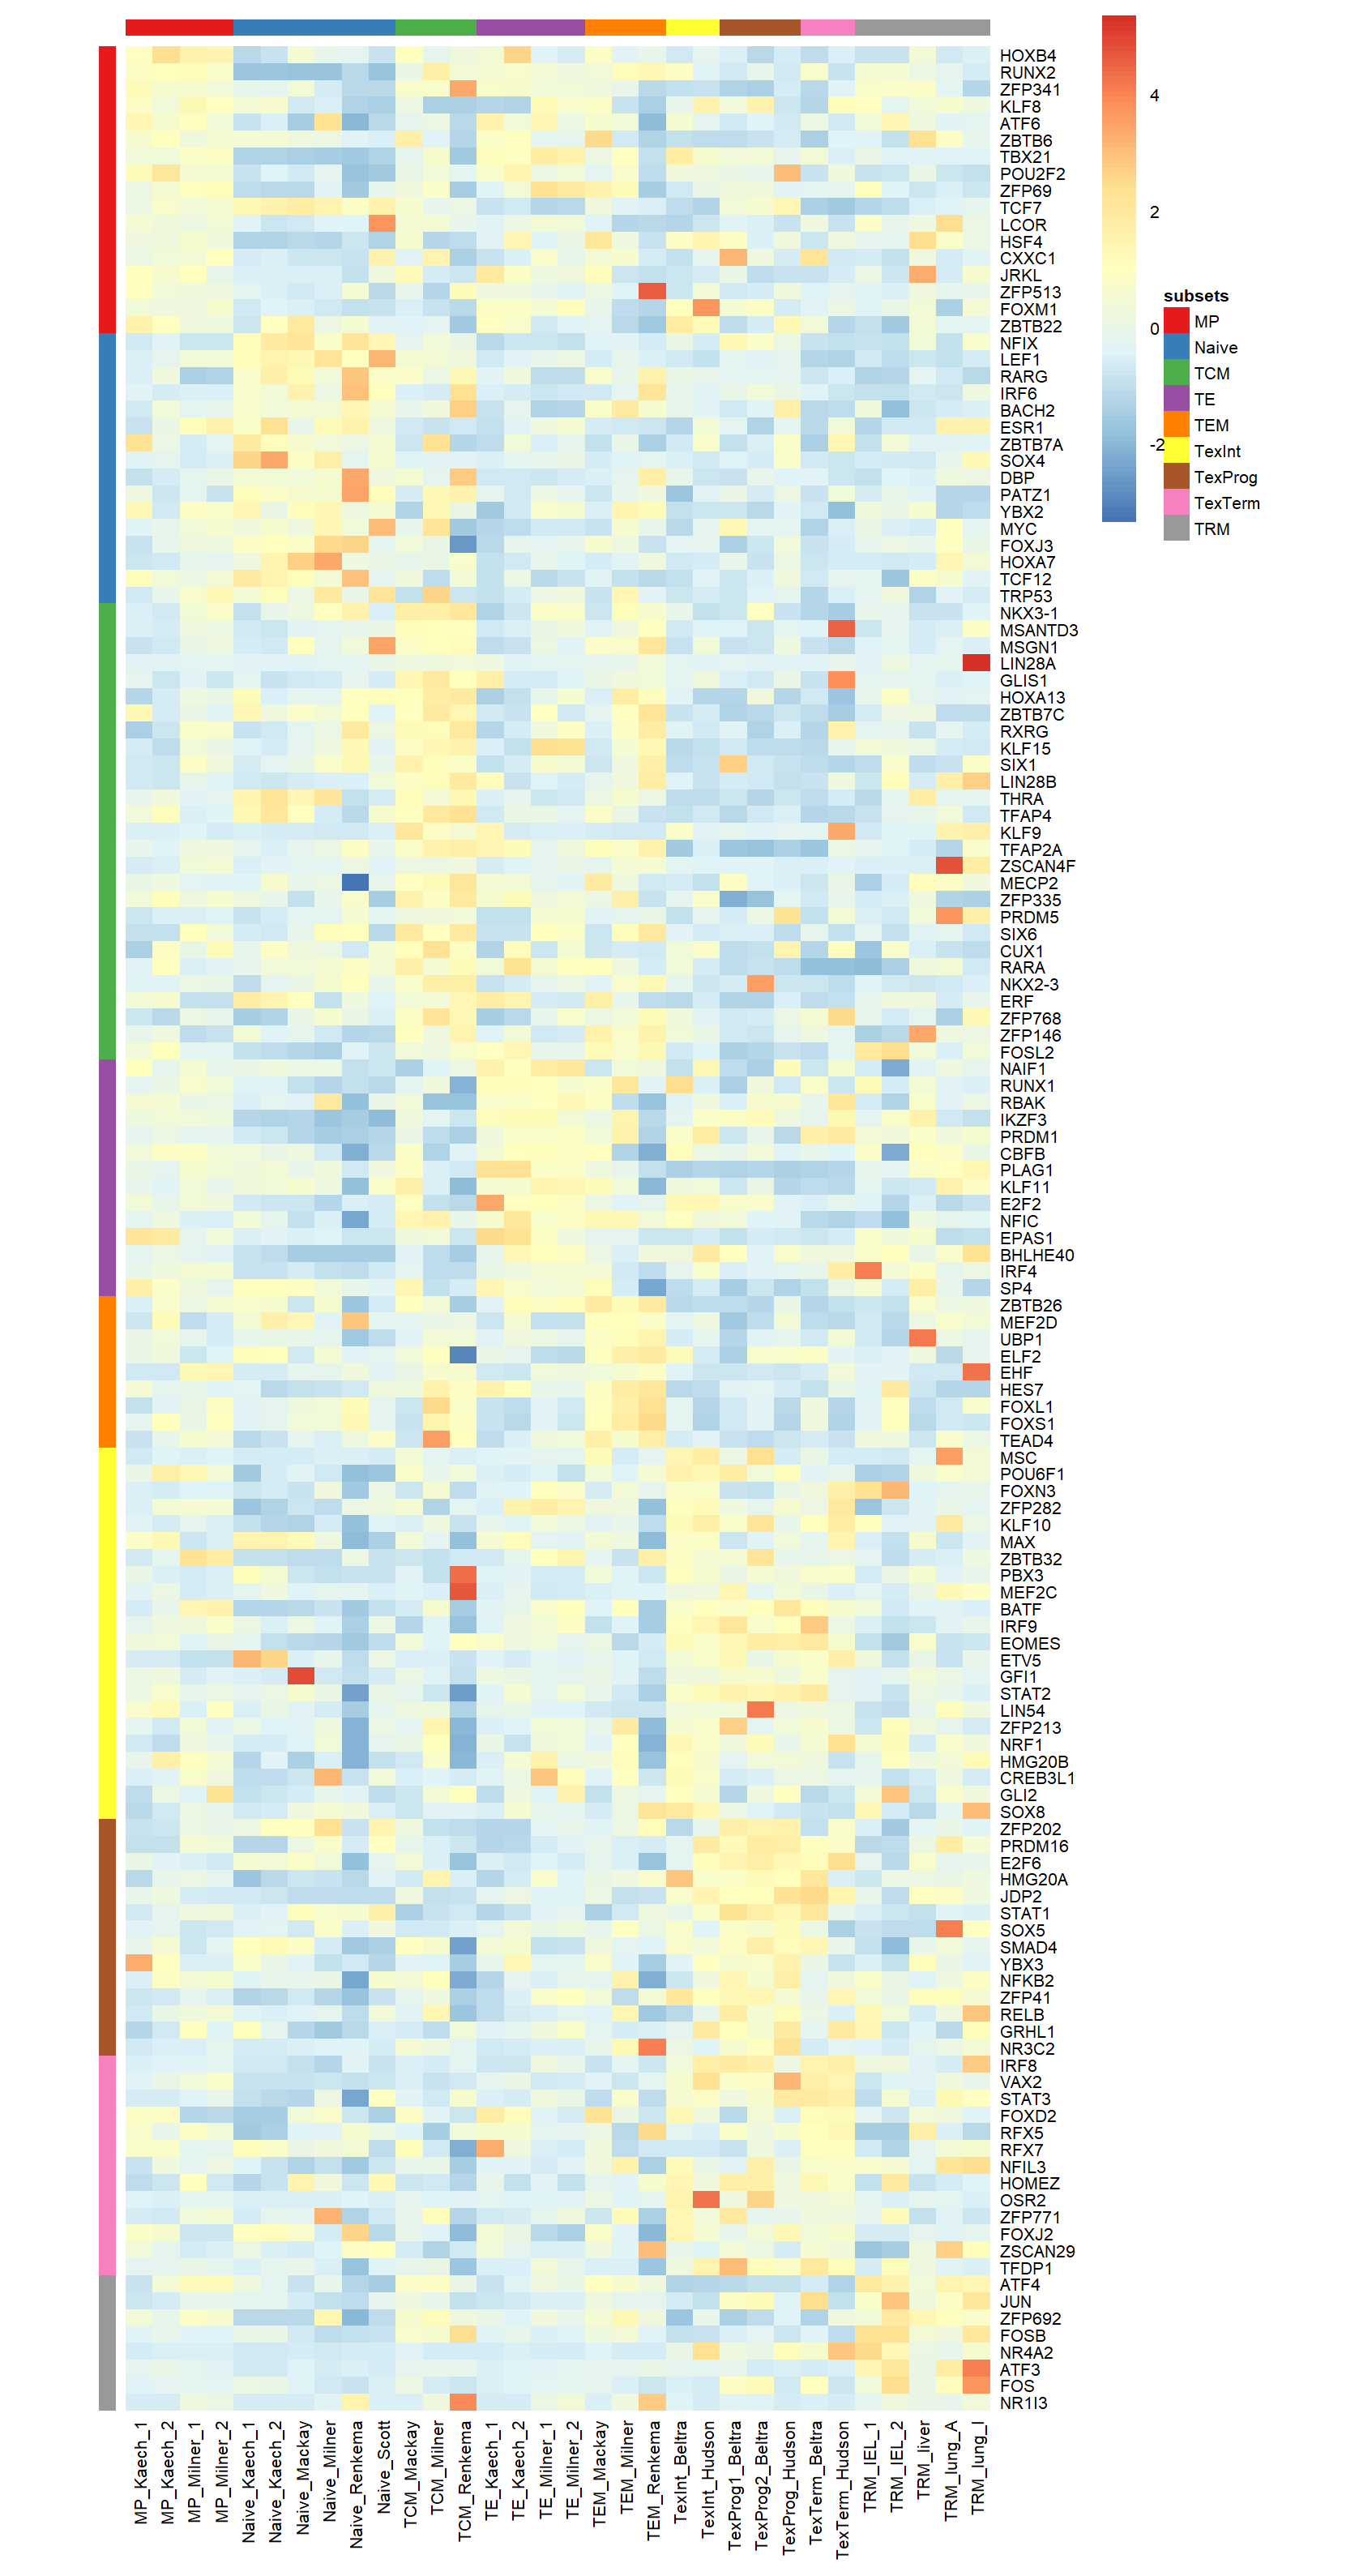 HOXB4
RUNX2
ZFP341
KLF8
ATF6
ZBTB6
TBX21
POU2F2
ZFP69
TCF7
LCOR
HSF4
CXXC1
JRKL
ZFP513
FOXM1
ZBTB22
NFIX
LEF1
RARG
IRF6
BACH2
ESR1
ZBTB7A
SOX4
DBP
PATZ1
YBX2
MYC
FOXJ3
HOXA7
TCF12
TRP53
NKX3-1
MSANTD3
MSGN1
LIN28A
GLIS1
HOXA13
ZBTB7C
RXRG
KLF15
SIX1
LIN28B
THRA
TFAP4
KLF9
TFAP2A
ZSCAN4F
MECP2
ZFP335
PRDM5
SIX6
CUX1
RARA
NKX2-3
ERF
ZFP768
ZFP146
FOSL2
NAIF1
RUNX1
RBAK
IKZF3
PRDM1
CBFB
PLAG1
KLF11
E2F2
NFIC
EPAS1
BHLHE40
IRF4
SP4
ZBTB26
MEF2D
UBP1
ELF2
EHF
HES7
FOXL1
FOXS1
TEAD4
MSC
POU6F1
FOXN3
ZFP282
KLF10
MAX
ZBTB32
PBX3
MEF2C
BATF
IRF9
EOMES
ETV5
GFI1
STAT2
LIN54
ZFP213
NRF1
HMG20B
CREB3L1
GLI2
SOX8
ZFP202
PRDM16
E2F6
HMG20A
JDP2
STAT1
SOX5
SMAD4
YBX3
NFKB2
ZFP41
RELB
GRHL1
NR3C2
IRF8
VAX2
STAT3
FOXD2
RFX5
RFX7
NFIL3
HOMEZ
OSR2
ZFP771
FOXJ2
ZSCAN29
TFDP1
ATF4
JUN
ZFP692
FOSB
NR4A2
ATF3
FOS
NR1I3
MP_Kaech_1
MP_Kaech_2
MP_Milner_1
MP_Milner_2
Naive_Kaech_1
Naive_Kaech_2
Naive_Mackay
Naive_Milner
Naive_Renkema
Naive_Scott
TCM_Mackay
TCM_Milner
TCM_Renkema
TE_Kaech_1
TE_Kaech_2
TE_Milner_1
TE_Milner_2
TEM_Mackay
TEM_Milner
TEM_Renkema
TexInt_Beltra
TexInt_Hudson
TexProg1_Beltra
TexProg2_Beltra
TexProg_Hudson
TexTerm_Beltra
TexTerm_Hudson
TRM_IEL_1
TRM_IEL_2
TRM_liver
TRM_lung_A
TRM_lung_I
4
2
0
-2
subsets
MP
Naive
TCM
TE
TEM
TexInt
TexProg
TexTerm
TRM